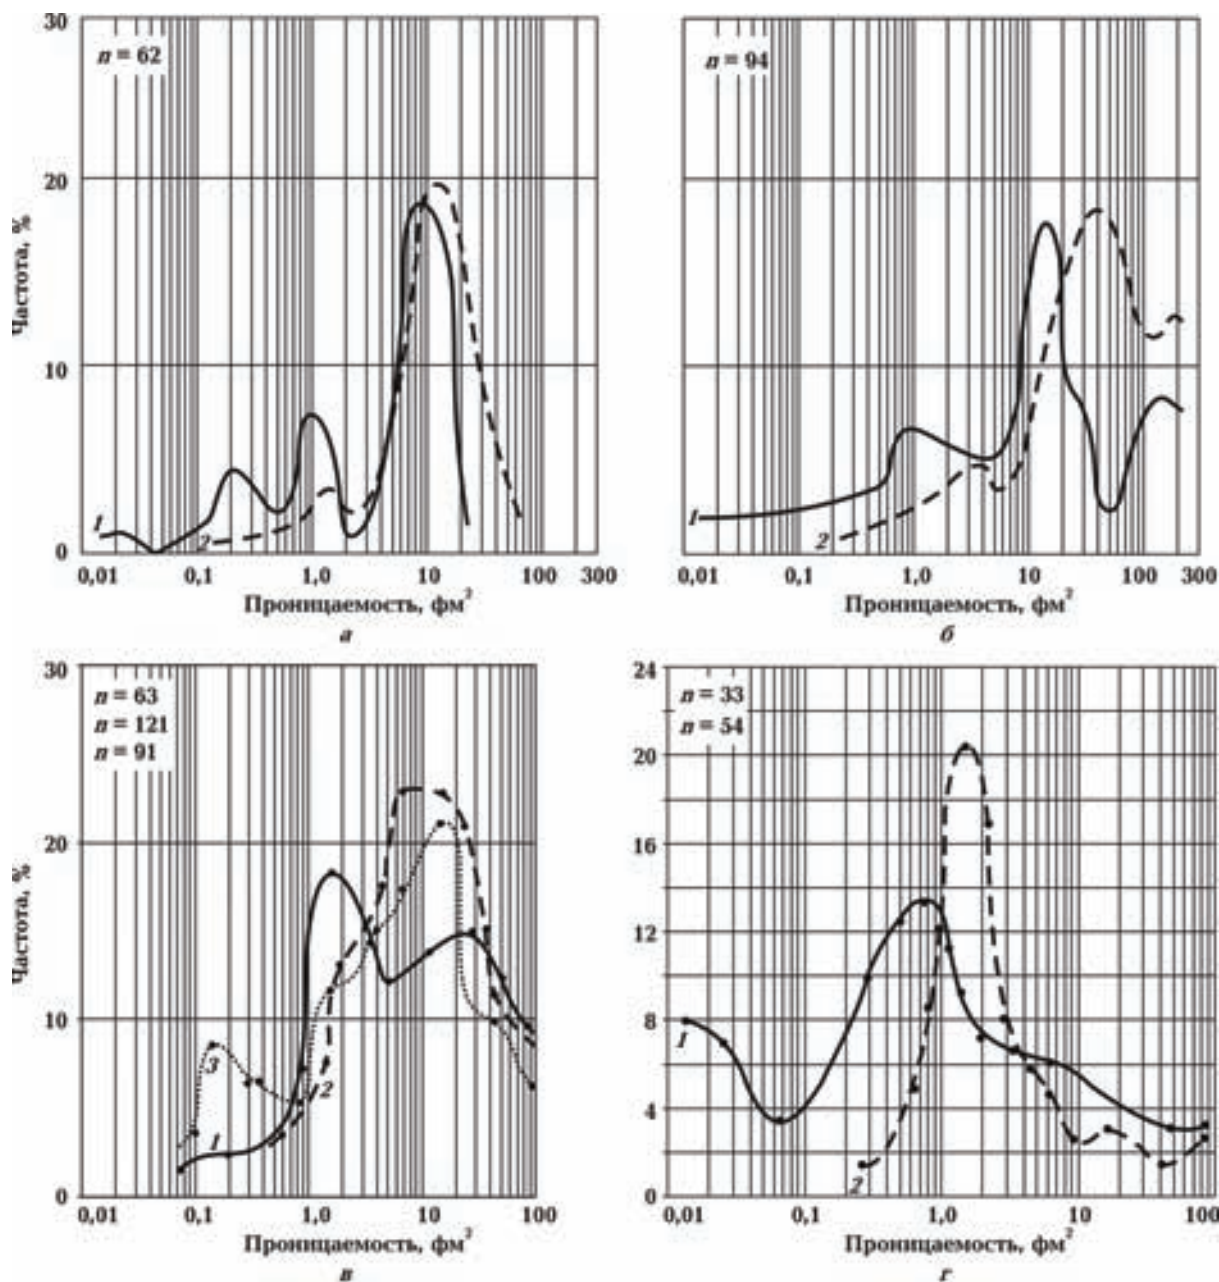 30
n = 62
20
Частота, %
10
1
2
0
0,01 0,1 1,0 10 100 300
Проницаемость, фм²
а
n = 94
1
2
0,01 0,1 1,0 10 100 300
Проницаемость, фм²
б
30
n = 63
n = 121
n = 91
20
Частота, %
10
3
2
1
0
0,01 0,1 1,0 10 100
Проницаемость, фм²
в
24
n = 33
n = 54
20
16
12
8
1
4
2
0
0,01 0,1 1,0 10 100
Проницаемость, фм²
г